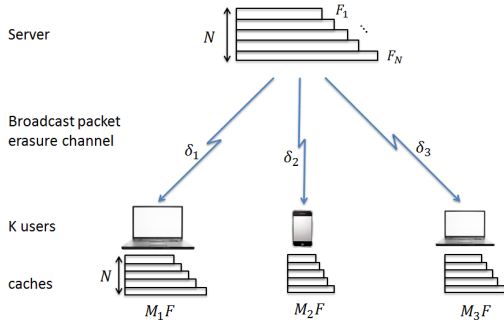 Server
N
F₁
F_N
Broadcast packet
erasure channel
δ₁
δ₂
δ₃
K users
caches
N
M₁F
M₂F
M₃F